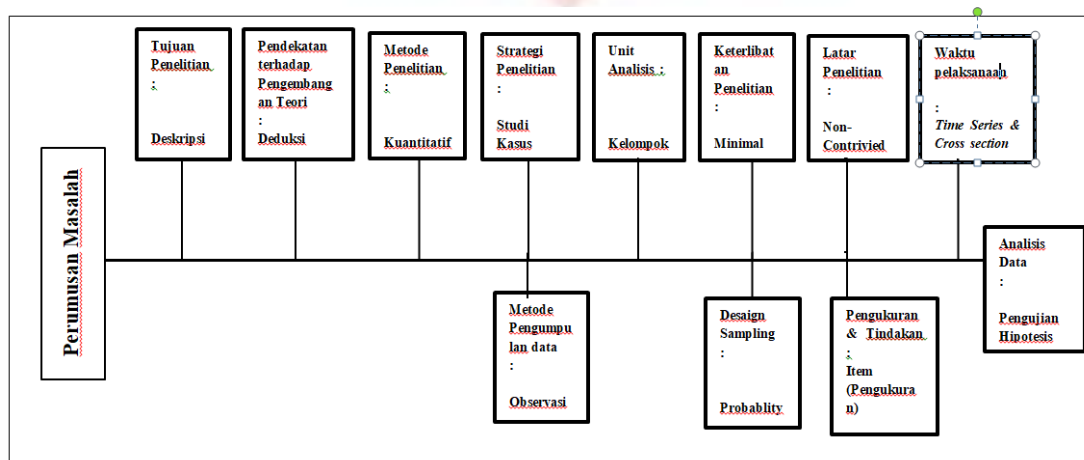 Tujuan
Penelitian
:
Deskripsi
Pendekatan
terhadap
Pengembang
an Teori
:
Deduksi
Metode
Penelitian
:
Kuantitatif
Strategi
Penelitian
:
Studi
Kasus
Unit
Analisis :
Kelompok
Keterlibat
an
Penelitian
:
Minimal
Latar
Penelitian
:
Non-
Contrivied
Waktu
pelaksanaan
:
Time Series &
Cross section
Perumusan Masalah
Metode
Pengumpu
lan data
:
Observasi
Desaign
Sampling
:
Probablity
Pengukuran
& Tindakan
:
Item
(Pengukura
n)
Analisis
Data
:
Pengujian
Hipotesis